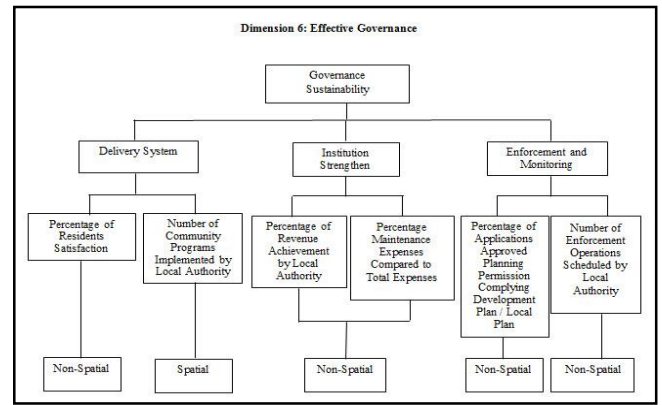 Dimension 6: Effective Governance
Governance
Sustainability
Delivery System
Institution
Strengthen
Enforcement and
Monitoring
Percentage of
Residents
Satisfaction
Number of
Community
Programs
Implemented by
Local Authority
Percentage of
Revenue
Achievement
by Local
Authority
Percentage
Maintenance
Expenses
Compared to
Total Expenses
Percentage of
Applications
Approved
Planning
Permission
Complying
Development
Plan / Local
Plan
Number of
Enforcement
Operations
Scheduled by
Local
Authority
Non-Spatial
Spatial
Non-Spatial
Non-Spatial
Non-Spatial